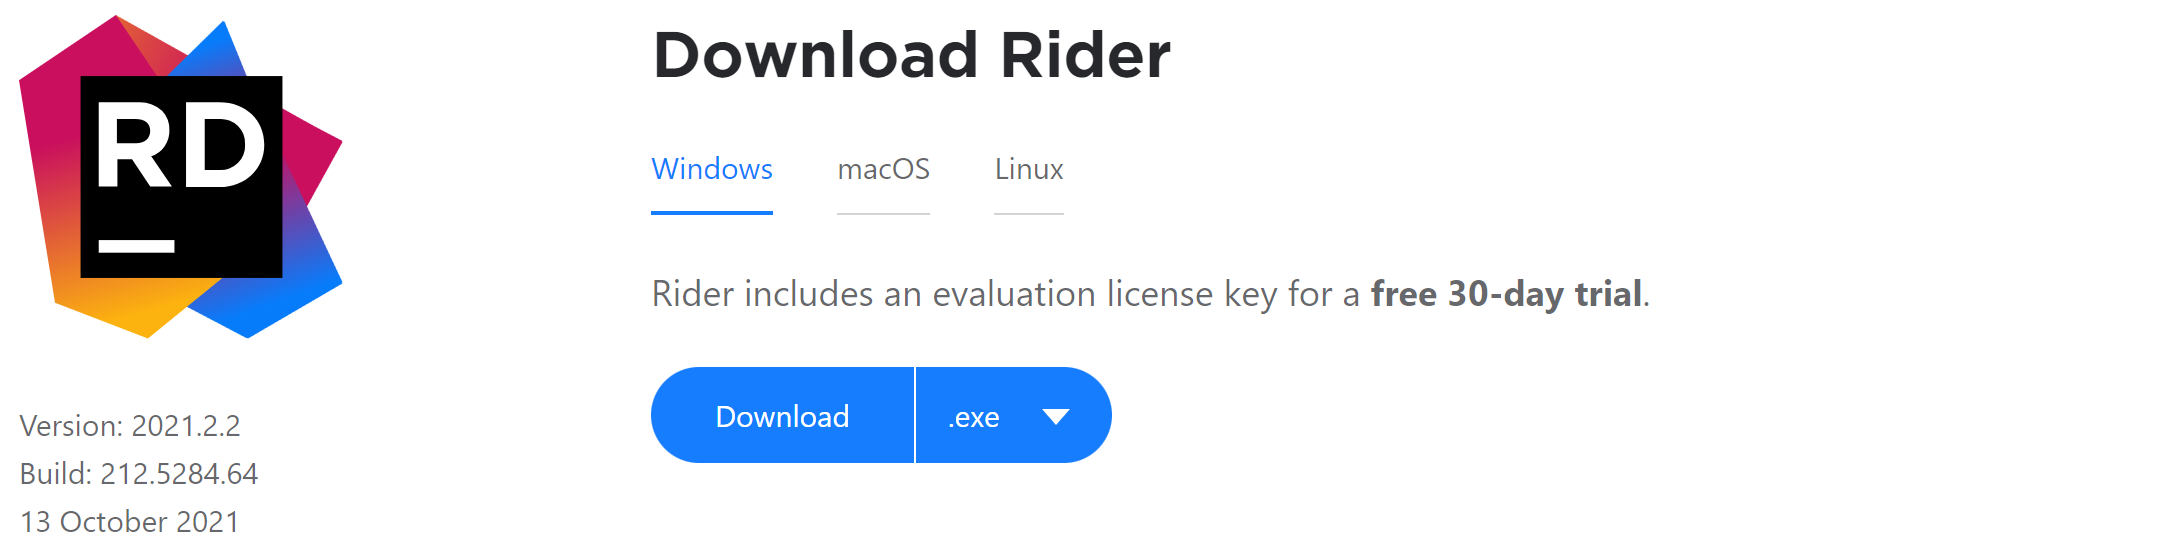 RD
Version: 2021.2.2
Build: 212.5284.64
13 October 2021
Download Rider
Windows macOS Linux
Rider includes an evaluation license key for a free 30-day trial.
Download .exe